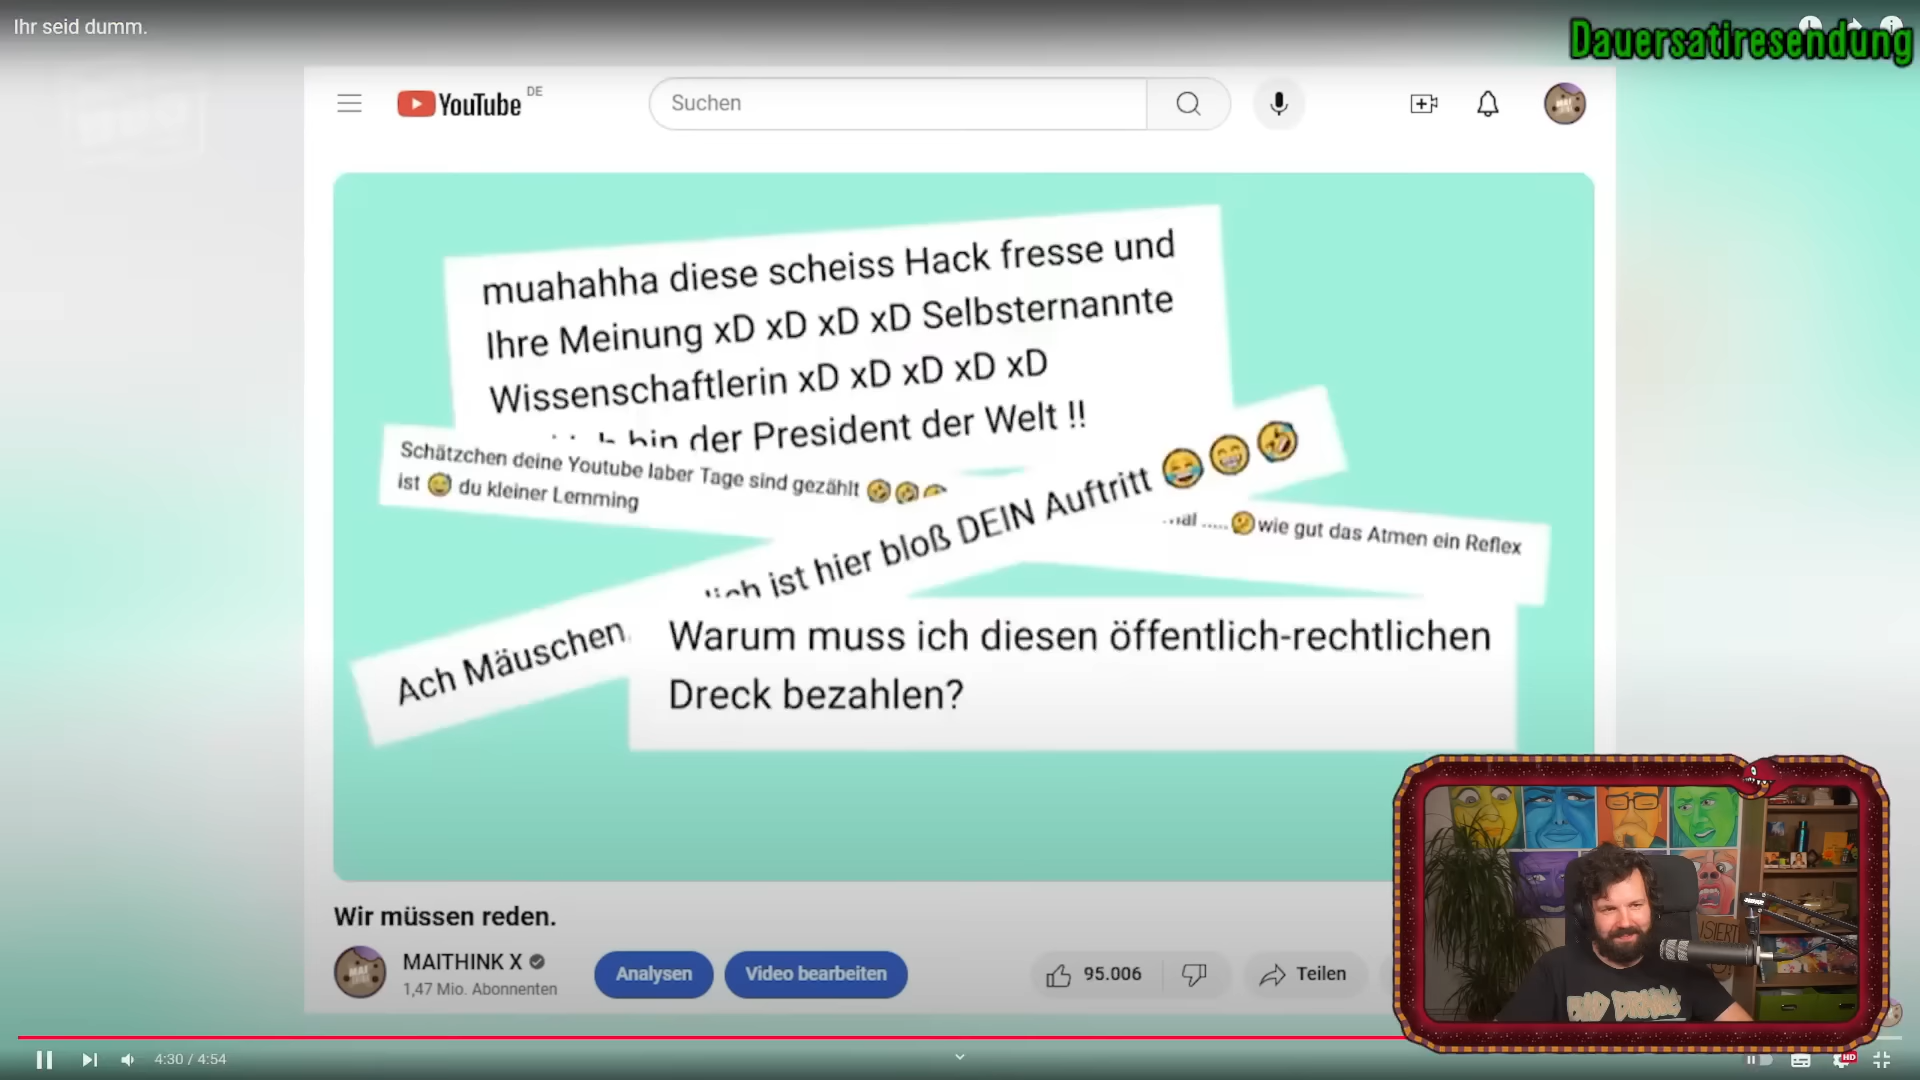 Ihr seid dumm.
Dauersatiresendung
YouTube DE
Suchen
muahahha diese scheiss Hack fresse und
Ihre Meinung xD xD xD xD Selbsternannte
Wissenschaftlerin xD xD xD xD xD
bin der President der Welt !!
Schätzchen deine Youtube laber Tage sind gezählt 🤣🤣
ist 😅 du kleiner Lemming
Ach Mäuschen,
ist hier bloß DEIN Auftritt 😂😁🤣
..... 🤣 wie gut das Atmen ein Reflex
Warum muss ich diesen öffentlich-rechtlichen
Dreck bezahlen?
Wir müssen reden.
MAITHINK X
1,47 Mio. Abonnenten
Analysen
Video bearbeiten
95.006
Teilen
4:30 / 4:54
HD